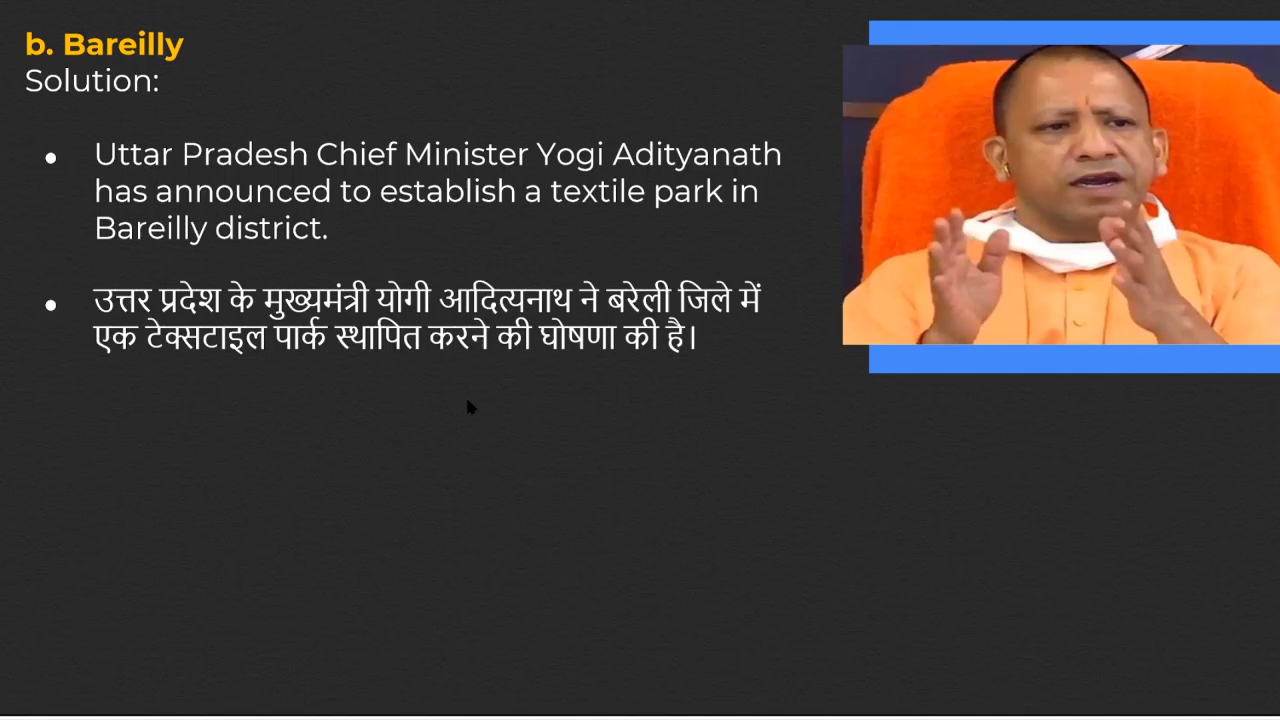 b. Bareilly
Solution:
● Uttar Pradesh Chief Minister Yogi Adityanath
has announced to establish a textile park in
Bareilly district.
● उत्तर प्रदेश के मुख्यमंत्री योगी आदित्यनाथ ने बरेली जिले में
एक टेक्सटाइल पार्क स्थापित करने की घोषणा की है।